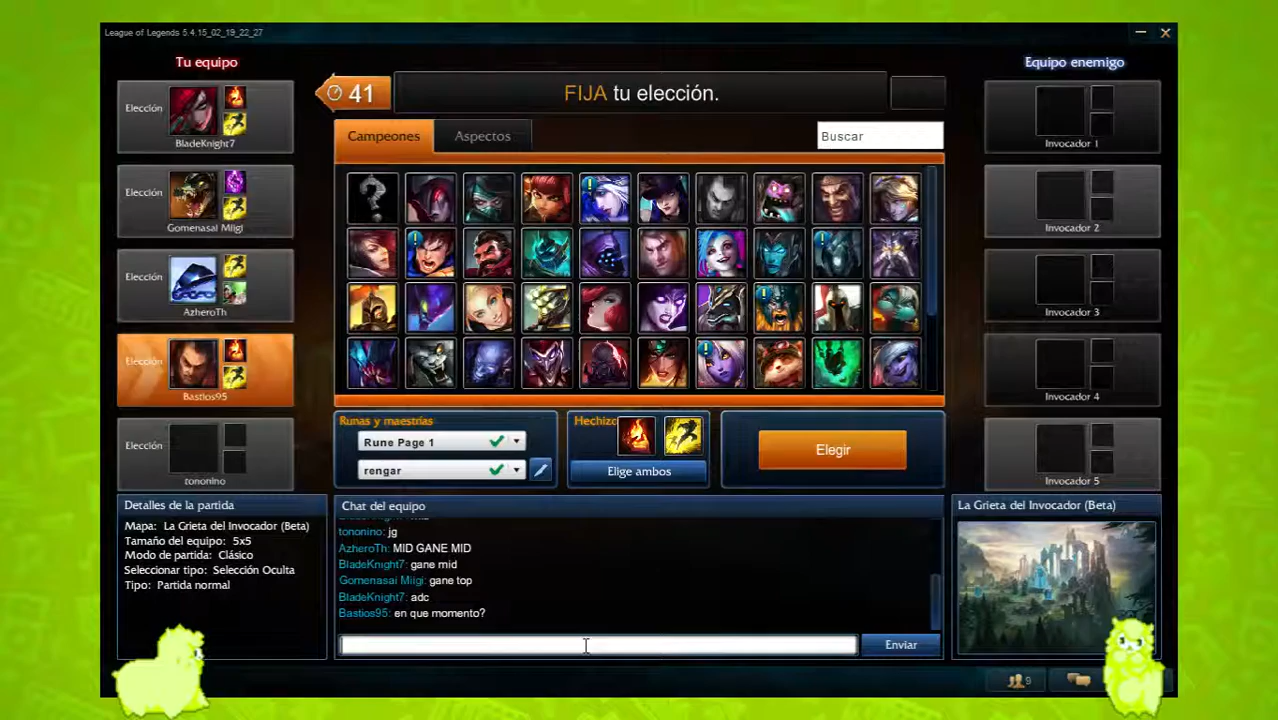 League of Legends 5.4.15_02_19_22_27
Tu equipo
Equipo enemigo
41
FIJA tu elección.
Campeones
Aspectos
Buscar
Elección
BladeKnight7
Elección
Gomenasai Miigi
Elección
AzheroTh
Elección
Bastios95
Elección
tononino
Invocador 1
Invocador 2
Invocador 3
Invocador 4
Invocador 5
Runas y maestrías
Rune Page 1
rengar
Hechizo
Elige ambos
Elegir
Detalles de la partida
Mapa: La Grieta del Invocador (Beta)
Tamaño del equipo: 5x5
Modo de partida: Clásico
Seleccionar tipo: Selección Oculta
Tipo: Partida normal
Chat del equipo
tononino: jg
AzheroTh: MID GANE MID
BladeKnight7: gane mid
Gomenasai Miigi: gane top
BladeKnight7: adc
Bastios95: en que momento?
Enviar
La Grieta del Invocador (Beta)
9